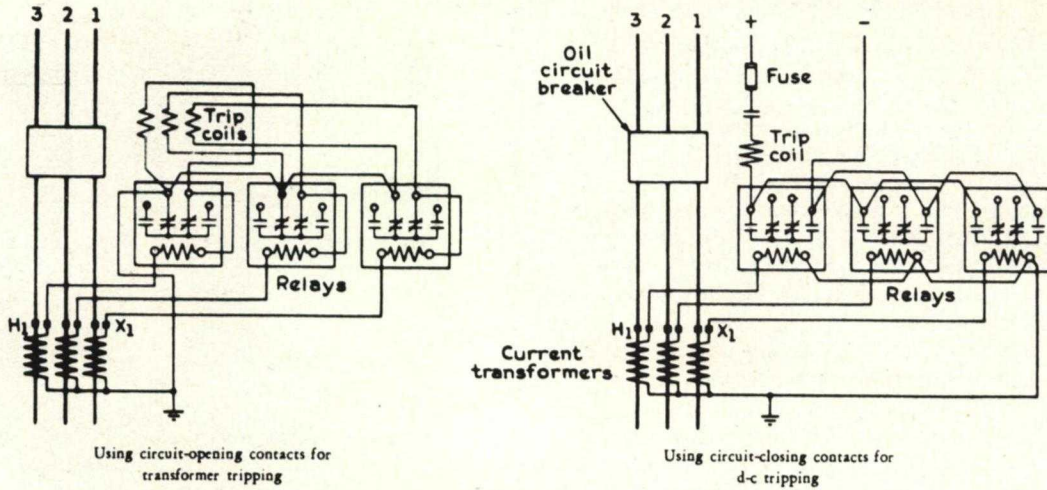 3 2 1
Trip
coils
Relays
H1
X1
Using circuit-opening contacts for
transformer tripping
3 2 1
+
-
Oil
circuit
breaker
Fuse
Trip
coil
Relays
H1
X1
Current
transformers
Using circuit-closing contacts for
d-c tripping